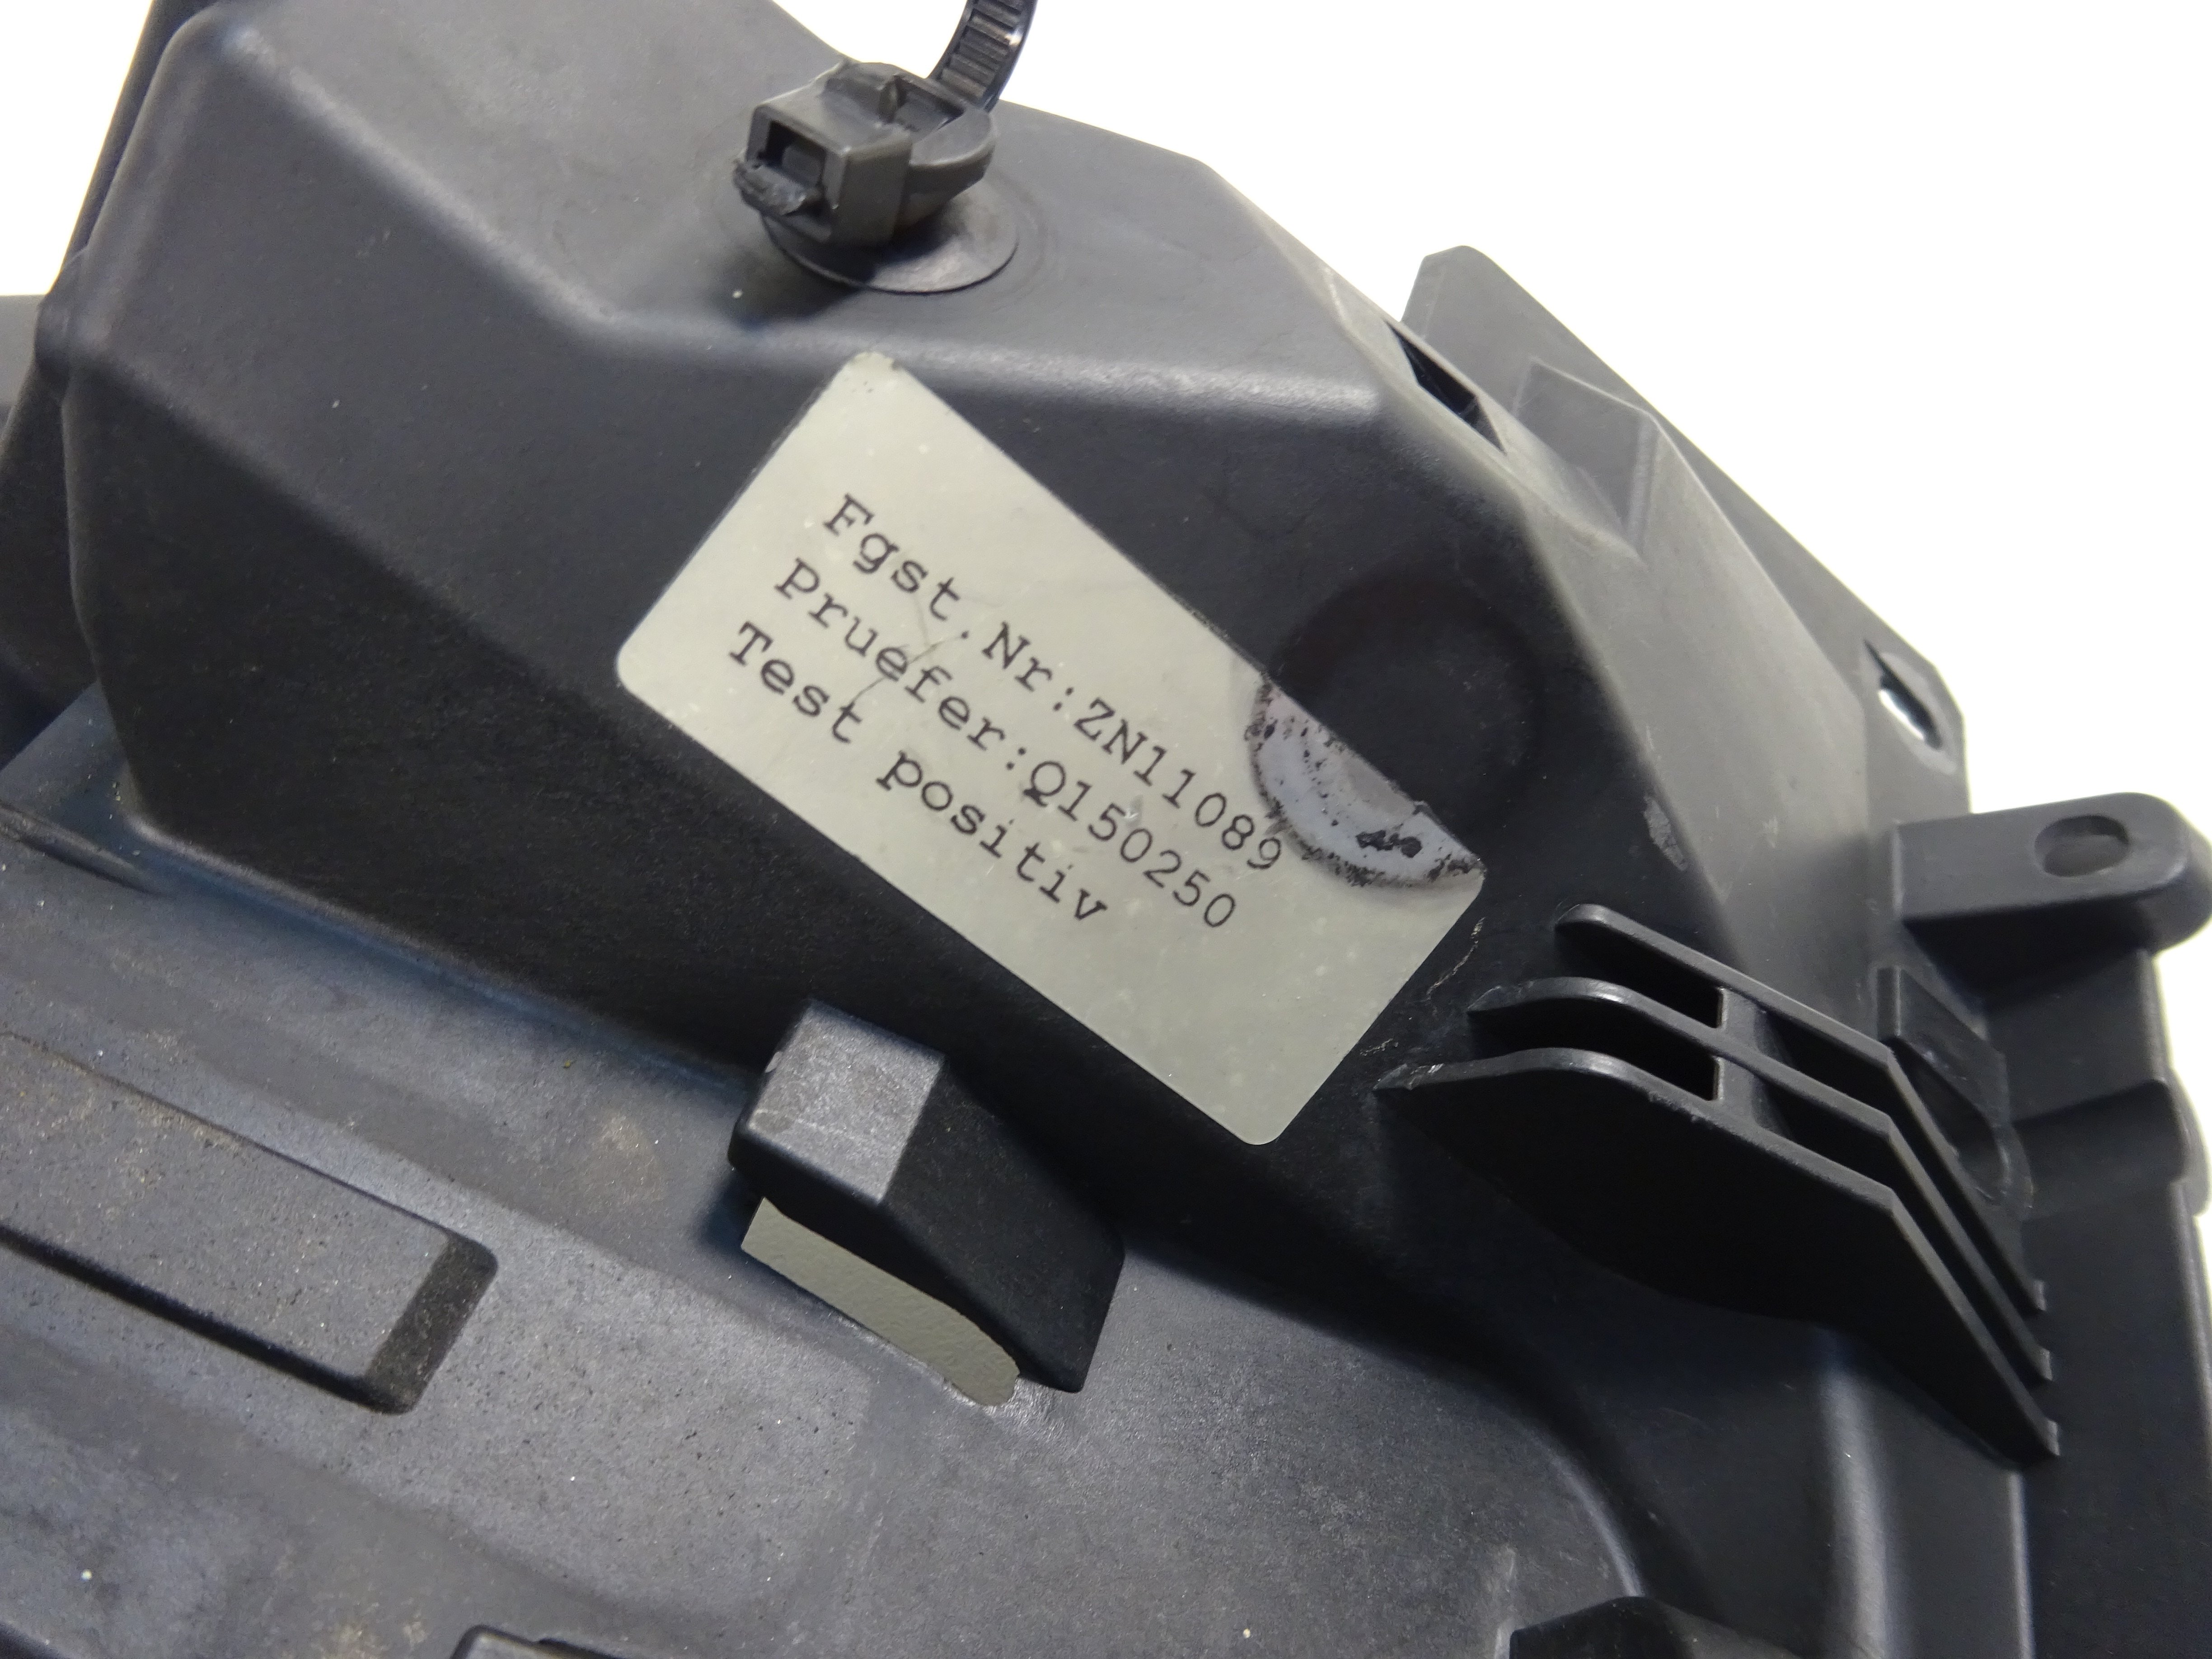 Fgst.Nr:ZN11089
Pruefer:Q150250
Test positiv